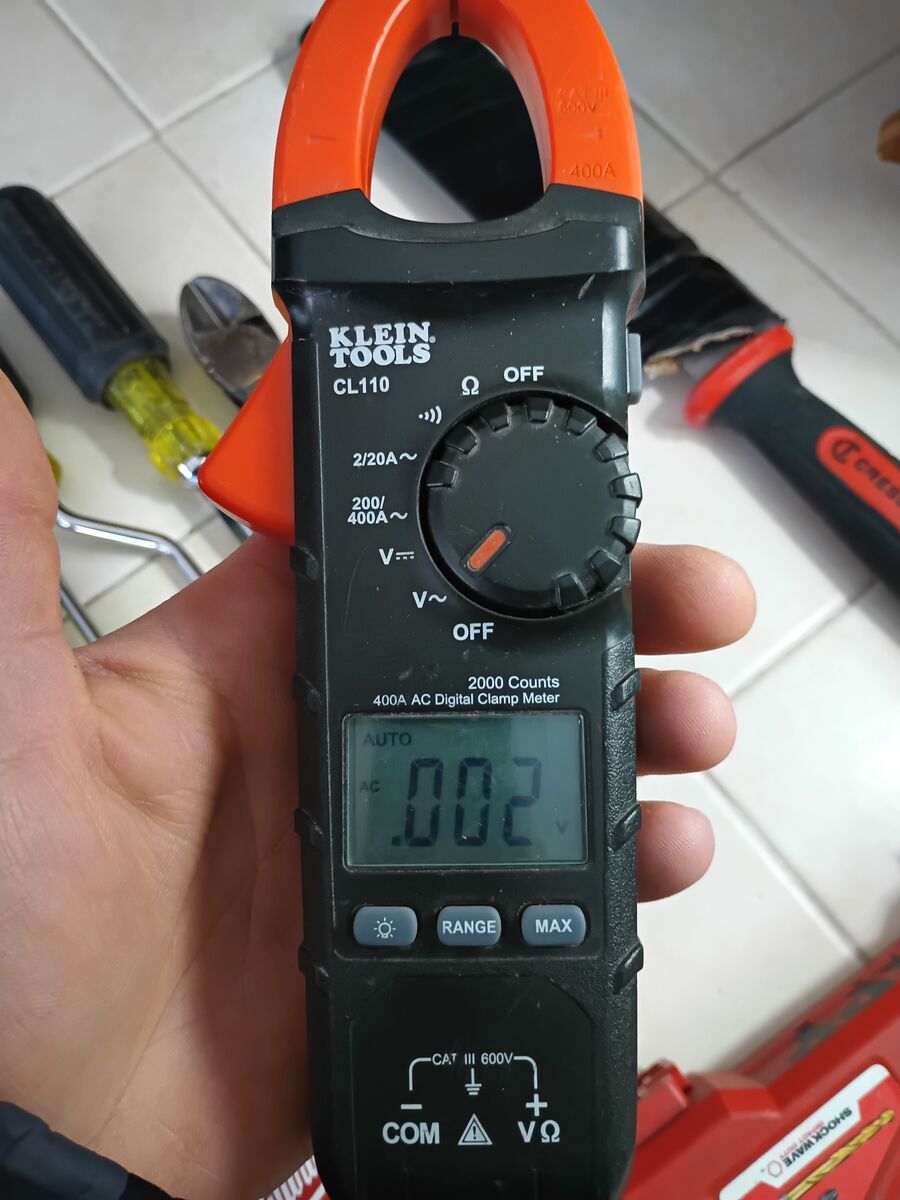 CAT III
600V
400A
KLEIN
TOOLS®
CL110
Ω
OFF
2/20A~
200/
400A~
V⎓
V~
OFF
2000 Counts
400A AC Digital Clamp Meter
AUTO
AC
.002
V
RANGE
MAX
CAT III 600V
−
+
COM
VΩ
SHOCKWAVE